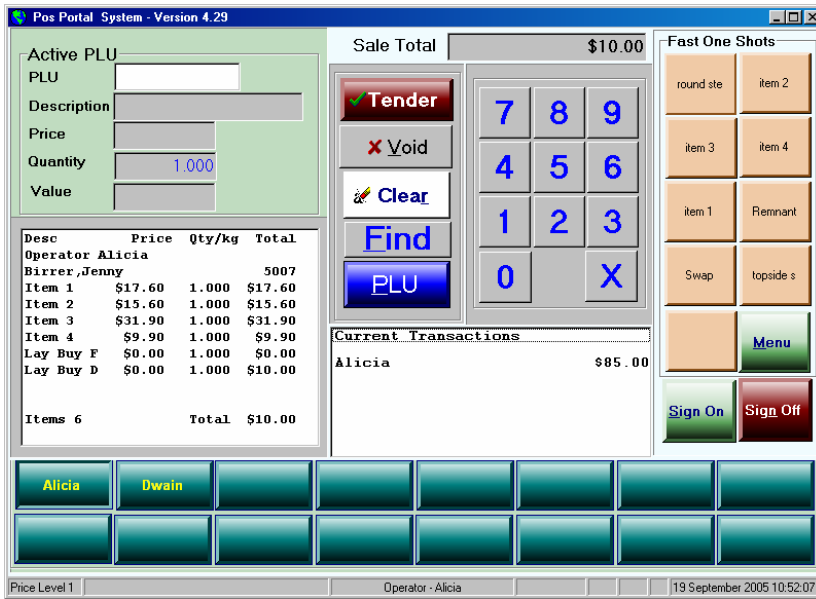 Pos Portal System - Version 4.29
Active PLU
PLU
Description
Price
Quantity 1.000
Value
Sale Total $10.00
Tender
Void
Clear
Find
PLU
7 8 9
4 5 6
1 2 3
0 X
Fast One Shots
round ste item 2
item 3 item 4
item 1 Remnant
Swap topside s
Menu
Sign On Sign Off
Desc Price Qty/kg Total
Operator Alicia
Birrer,Jenny 5007
Item 1 $17.60 1.000 $17.60
Item 2 $15.60 1.000 $15.60
Item 3 $31.90 1.000 $31.90
Item 4 $9.90 1.000 $9.90
Lay Buy F $0.00 1.000 $0.00
Lay Buy D $0.00 1.000 $10.00
Items 6 Total $10.00
Current Transactions
Alicia $85.00
Alicia Dwain
Price Level 1 Operator - Alicia 19 September 2005 10:52:07